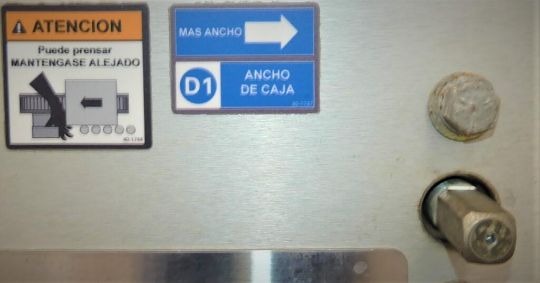 ATENCION
Puede prensar
MANTENGASE ALEJADO
MAS ANCHO
D1
ANCHO
DE CAJA